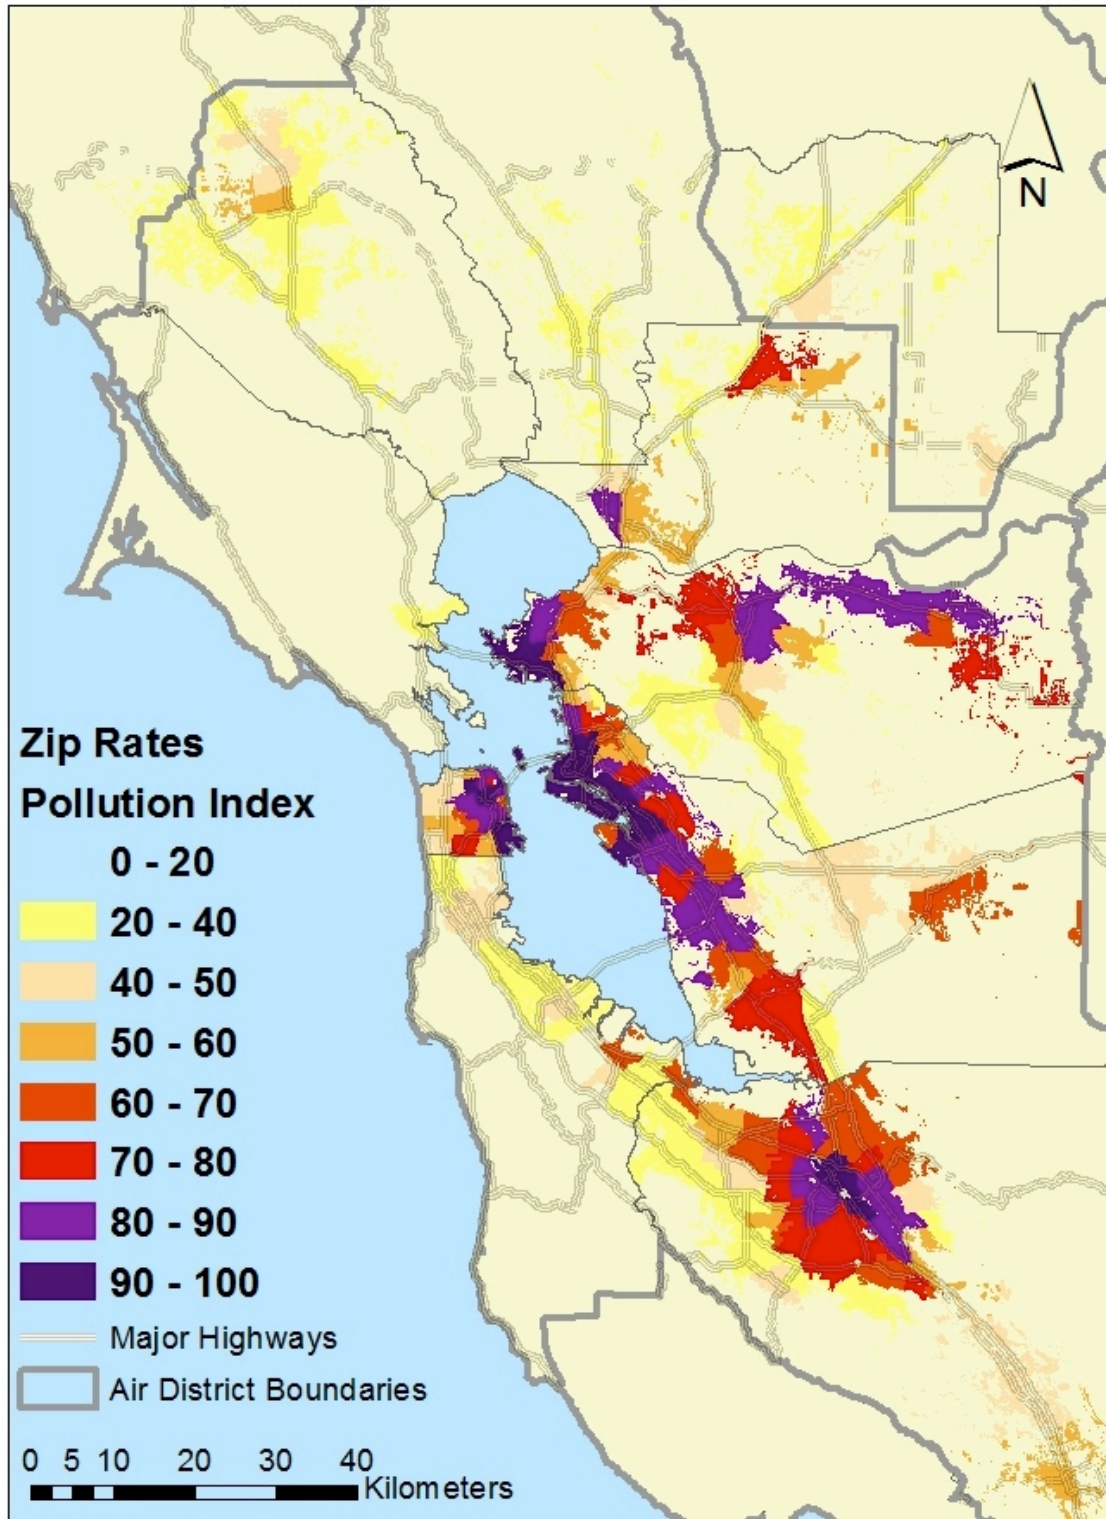 N
Zip Rates
Pollution Index
0 - 20
20 - 40
40 - 50
50 - 60
60 - 70
70 - 80
80 - 90
90 - 100
Major Highways
Air District Boundaries
0 5 10 20 30 40
Kilometers